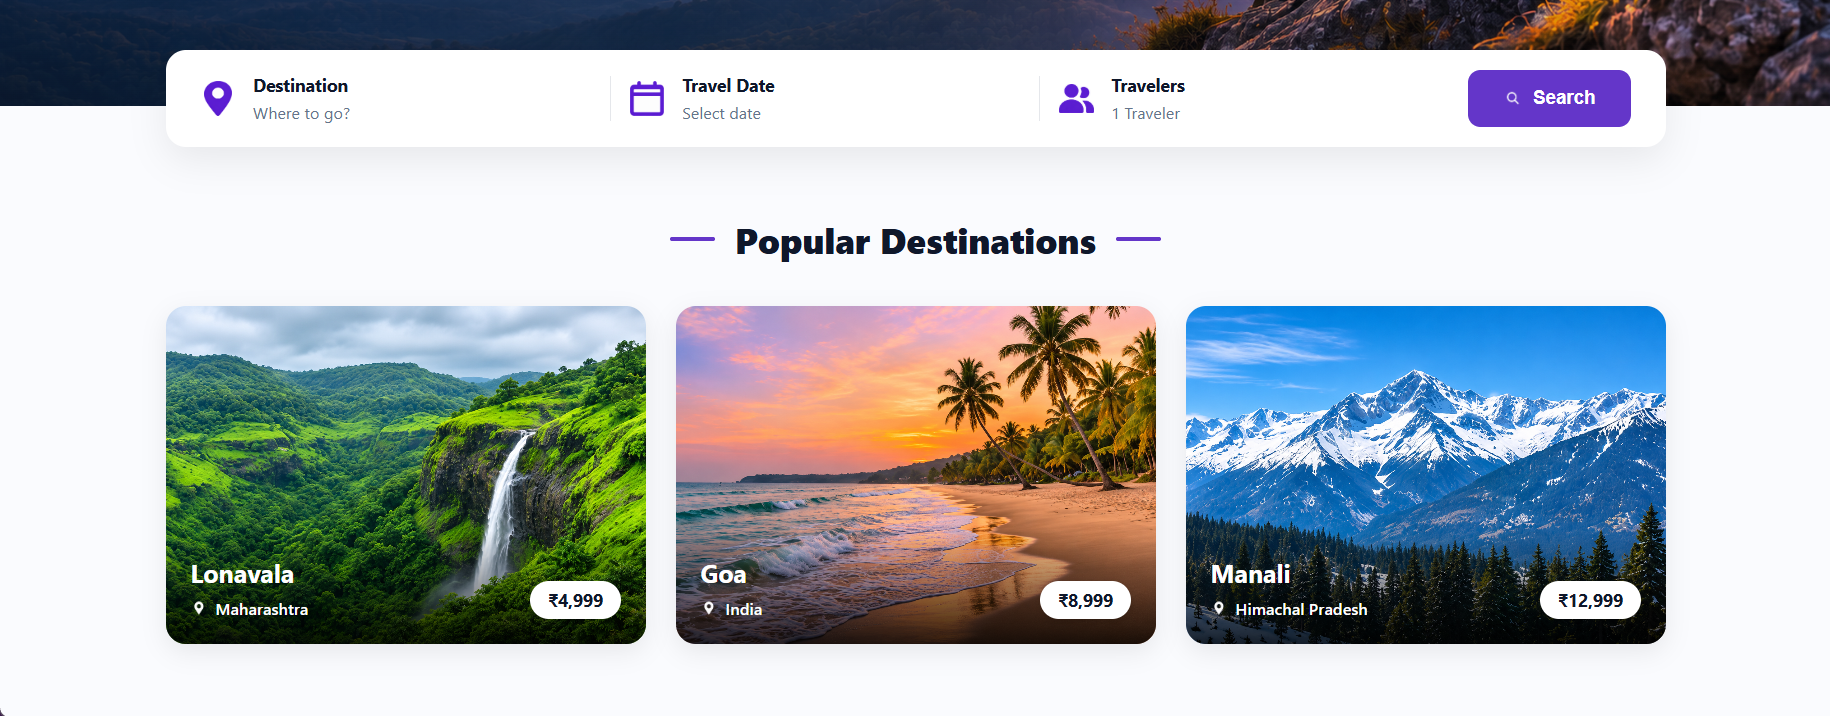 Destination
Where to go?
Travel Date
Select date
Travelers
1 Traveler
Search
Popular Destinations
Lonavala
Maharashtra
₹4,999
Goa
India
₹8,999
Manali
Himachal Pradesh
₹12,999